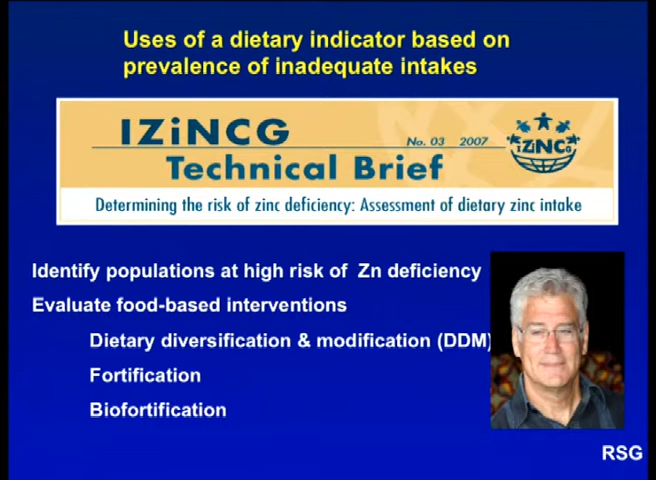 Uses of a dietary indicator based on
prevalence of inadequate intakes
IZiNCG
No. 03 2007
IZiNCG
Technical Brief
Determining the risk of zinc deficiency: Assessment of dietary zinc intake
Identify populations at high risk of Zn deficiency
Evaluate food-based interventions
Dietary diversification & modification (DDM)
Fortification
Biofortification
RSG